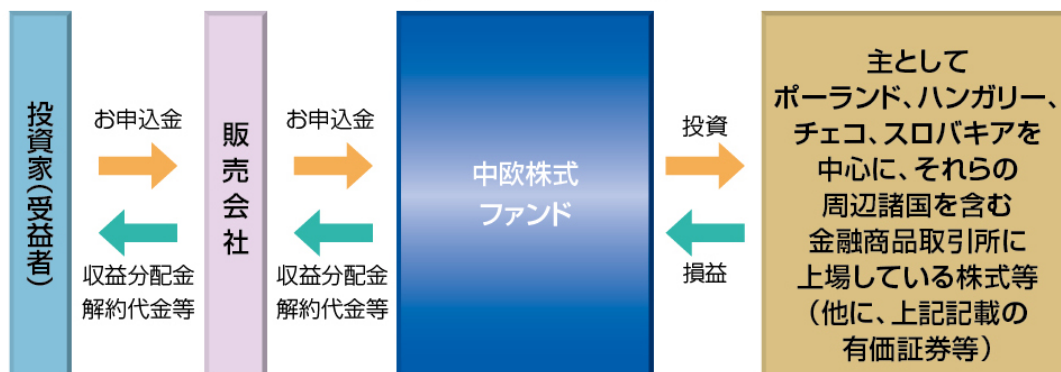 投資家(受益者)
お申込金
収益分配金
解約代金等
販売会社
お申込金
収益分配金
解約代金等
中欧株式
ファンド
投資
損益
主として
ポーランド、ハンガリー、
チェコ、スロバキアを
中心に、それらの
周辺諸国を含む
金融商品取引所に
上場している株式等
(他に、上記記載の
有価証券等)